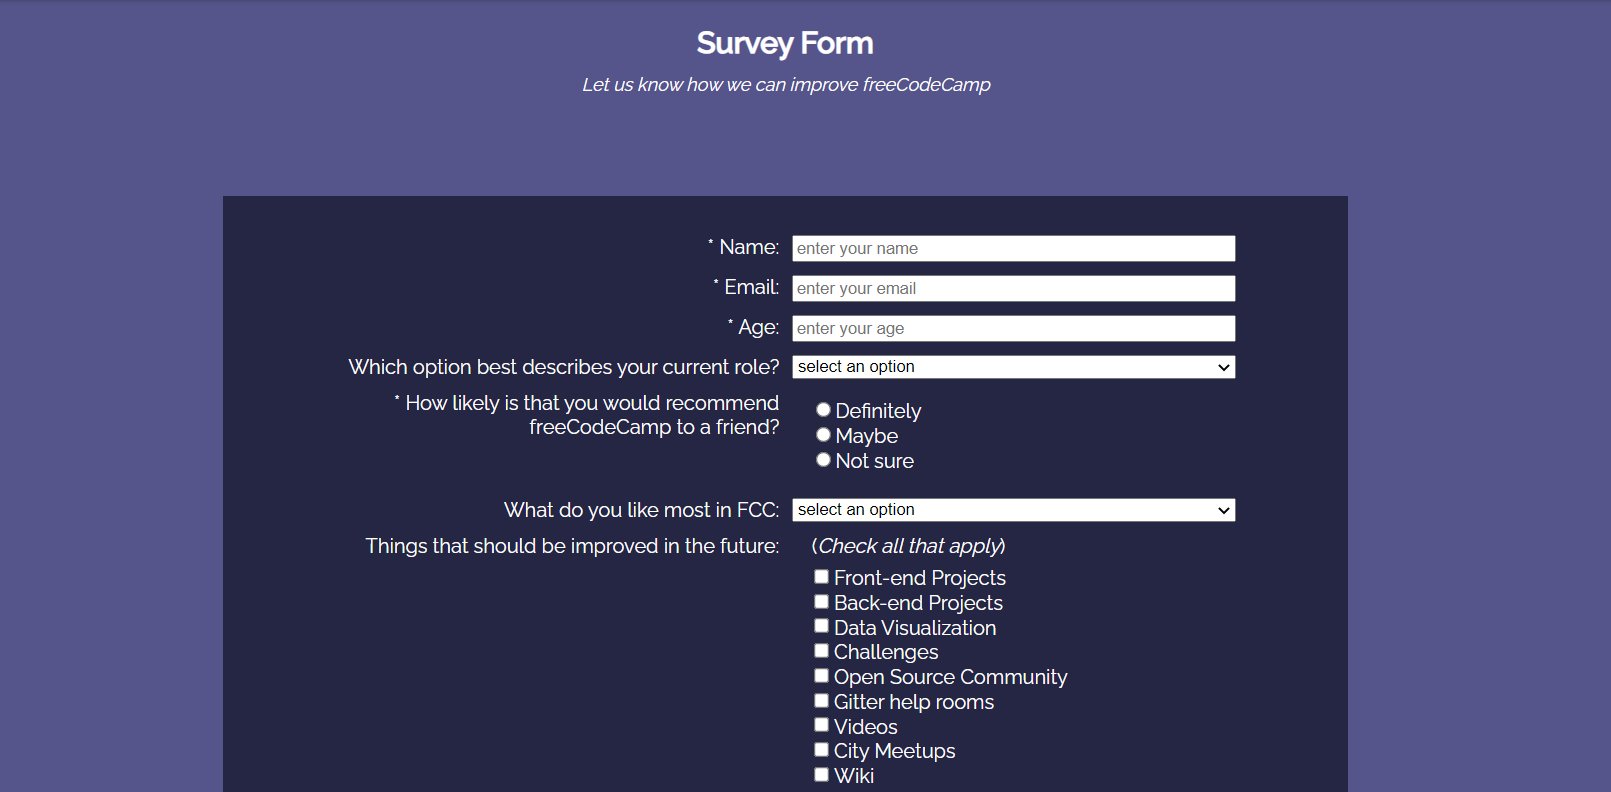 Survey Form
Let us know how we can improve freeCodeCamp
* Name: enter your name
* Email: enter your email
* Age: enter your age
Which option best describes your current role? select an option
* How likely is that you would recommend
freeCodeCamp to a friend?
Definitely
Maybe
Not sure
What do you like most in FCC: select an option
Things that should be improved in the future: (Check all that apply)
Front-end Projects
Back-end Projects
Data Visualization
Challenges
Open Source Community
Gitter help rooms
Videos
City Meetups
Wiki